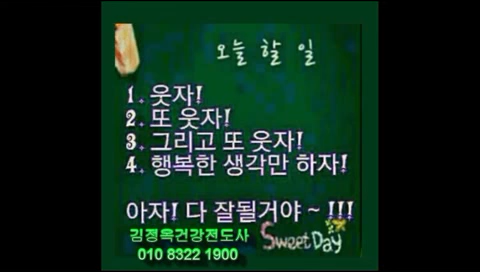 오늘 할 일
1. 웃자!
2. 또 웃자!
3. 그리고 또 웃자!
4. 행복한 생각만 하자!
아자! 다 잘될거야 ~ !!!
김정옥건강전도사
Sweet Day
010 8322 1900